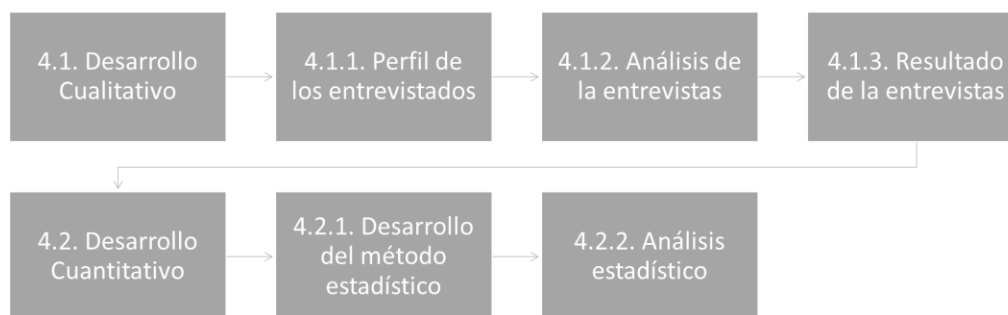 4.1. Desarrollo
Cualitativo
4.1.1. Perfil de
los entrevistados
4.1.2. Análisis de
la entrevistas
4.1.3. Resultado
de la entrevistas
4.2. Desarrollo
Cuantitativo
4.2.1. Desarrollo
del método
estadístico
4.2.2. Análisis
estadístico